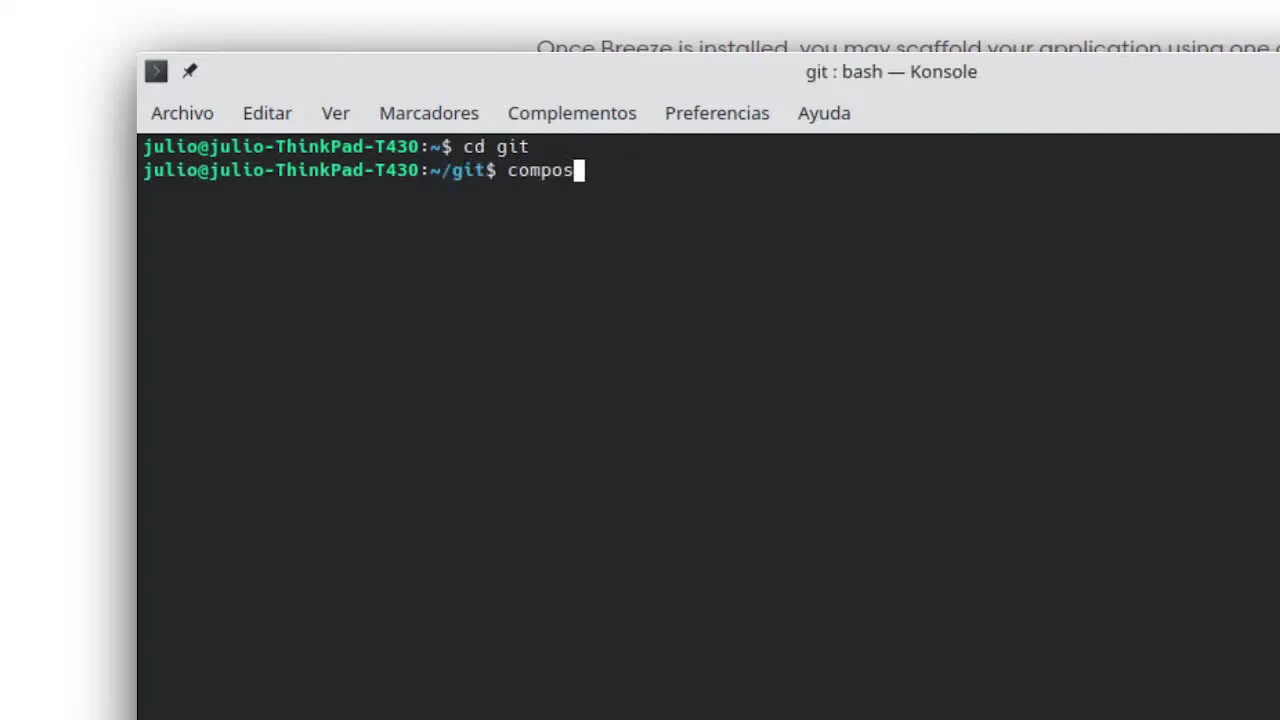 Once Breeze is installed, you may scaffold your application using one
git : bash — Konsole
Archivo Editar Ver Marcadores Complementos Preferencias Ayuda
julio@julio-ThinkPad-T430:~$ cd git
julio@julio-ThinkPad-T430:~/git$ compos